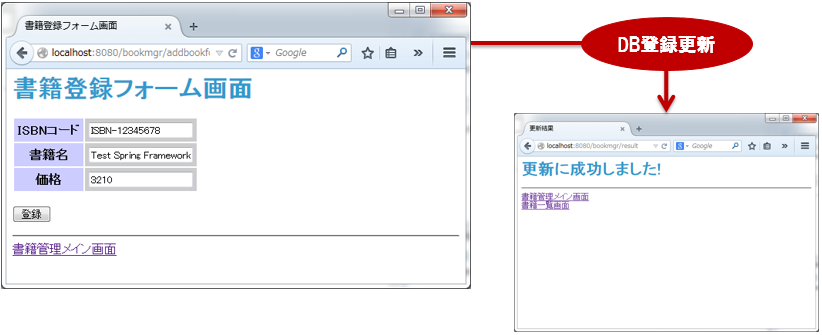 書籍登録フォーム画面
localhost:8080/bookmgr/addbookf
Google
書籍登録フォーム画面
ISBNコード ISBN-12345678
書籍名 Test Spring Framework
価格 3210
登録
書籍管理メイン画面
DB登録更新
更新結果
localhost:8080/bookmgr/result
Google
更新に成功しました!
書籍管理メイン画面
書籍一覧画面